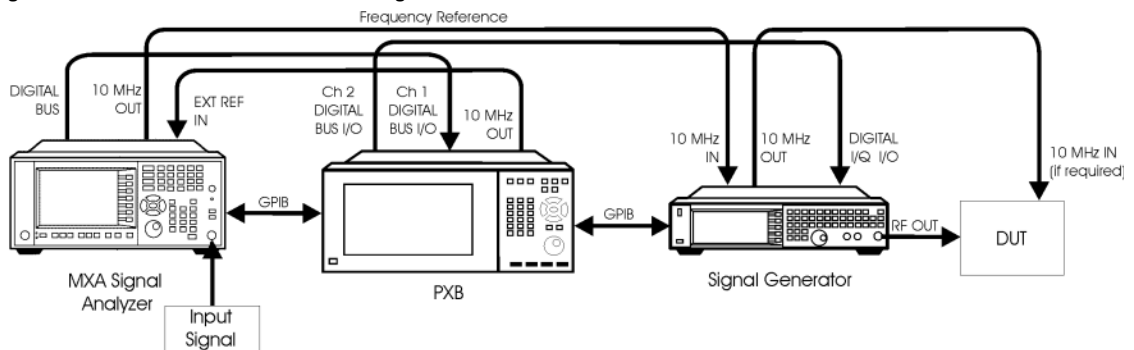 Frequency Reference
DIGITAL
BUS
10 MHz
OUT
EXT REF
IN
Ch 2
DIGITAL
BUS I/O
Ch 1
DIGITAL
BUS I/O
10 MHz
OUT
10 MHz
IN
10 MHz
OUT
DIGITAL
I/Q I/O
10 MHz IN
(if required)
GPIB
GPIB
RF OUT
DUT
MXA Signal
Analyzer
PXB
Signal Generator
Input
Signal